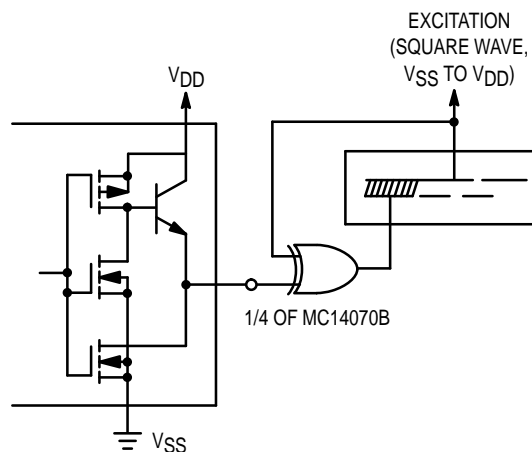 EXCITATION
(SQUARE WAVE,
VSS TO VDD)
VDD
1/4 OF MC14070B
VSS